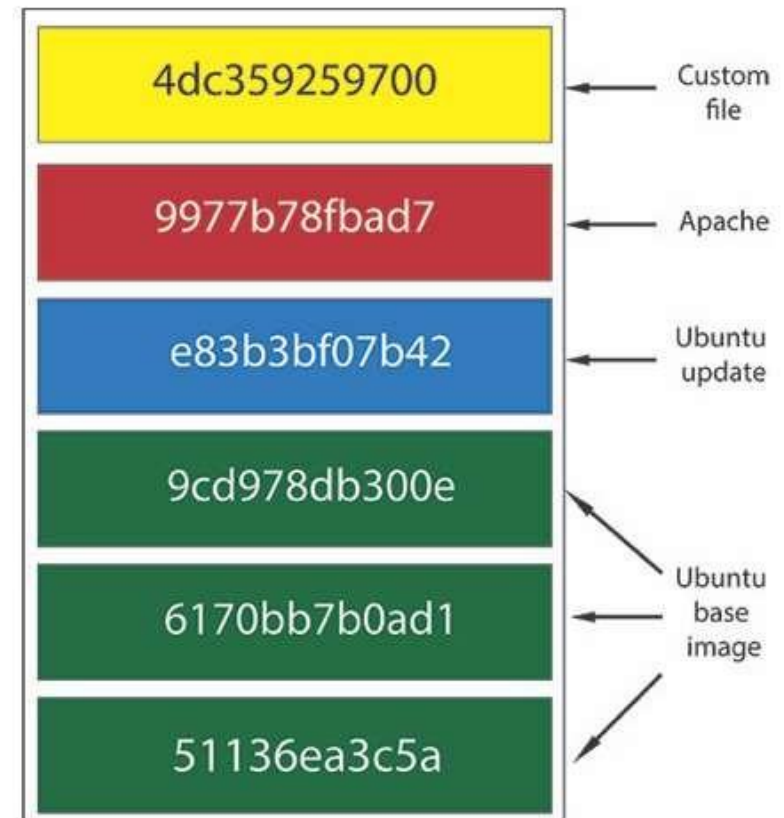 4dc359259700
Custom
file
9977b78fbad7
Apache
e83b3bf07b42
Ubuntu
update
9cd978db300e
6170bb7b0ad1
Ubuntu
base
image
51136ea3c5a